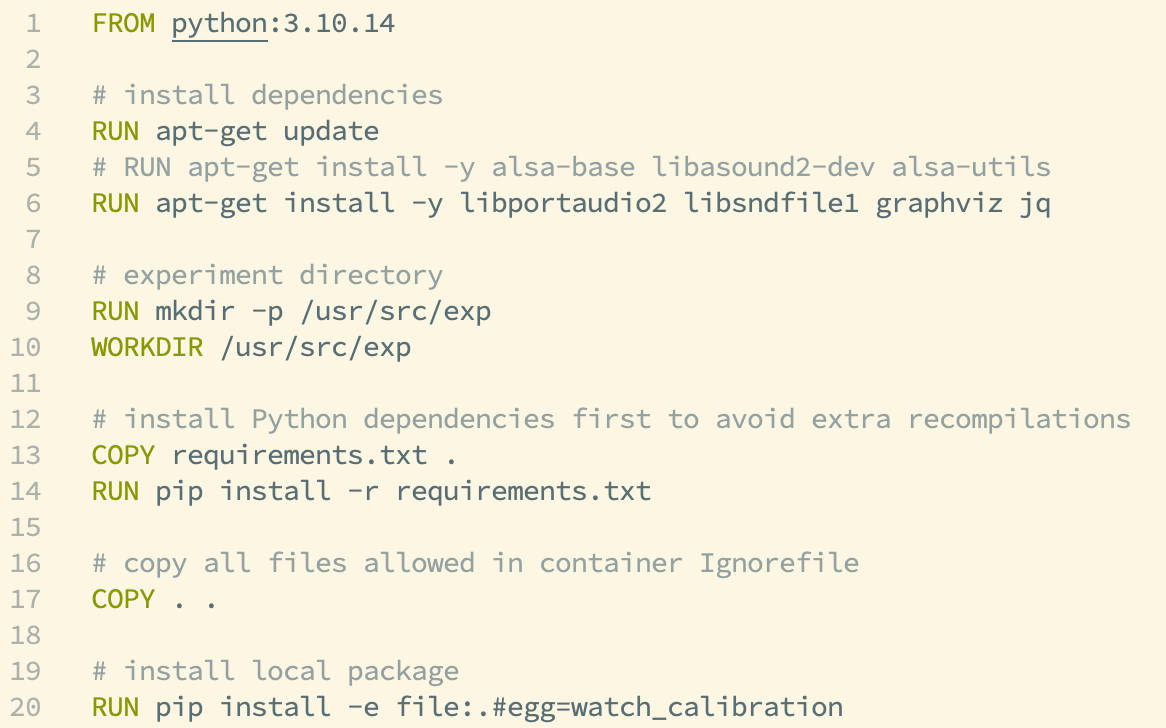 1 FROM python:3.10.14
2
3 # install dependencies
4 RUN apt-get update
5 # RUN apt-get install -y alsa-base libasound2-dev alsa-utils
6 RUN apt-get install -y libportaudio2 libsndfile1 graphviz jq
7
8 # experiment directory
9 RUN mkdir -p /usr/src/exp
10 WORKDIR /usr/src/exp
11
12 # install Python dependencies first to avoid extra recompilations
13 COPY requirements.txt .
14 RUN pip install -r requirements.txt
15
16 # copy all files allowed in container Ignorefile
17 COPY . .
18
19 # install local package
20 RUN pip install -e file:.#egg=watch_calibration